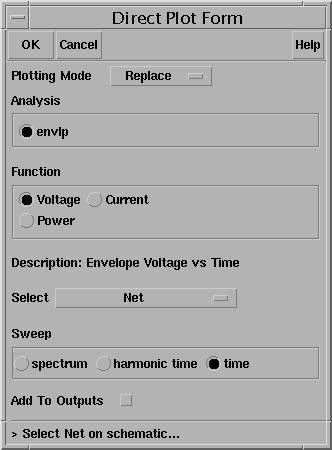 Direct Plot Form
OK Cancel Help
Plotting Mode Replace
Analysis
envlp
Function
Voltage Current
Power
Description: Envelope Voltage vs Time
Select Net
Sweep
spectrum harmonic time time
Add To Outputs
> Select Net on schematic...